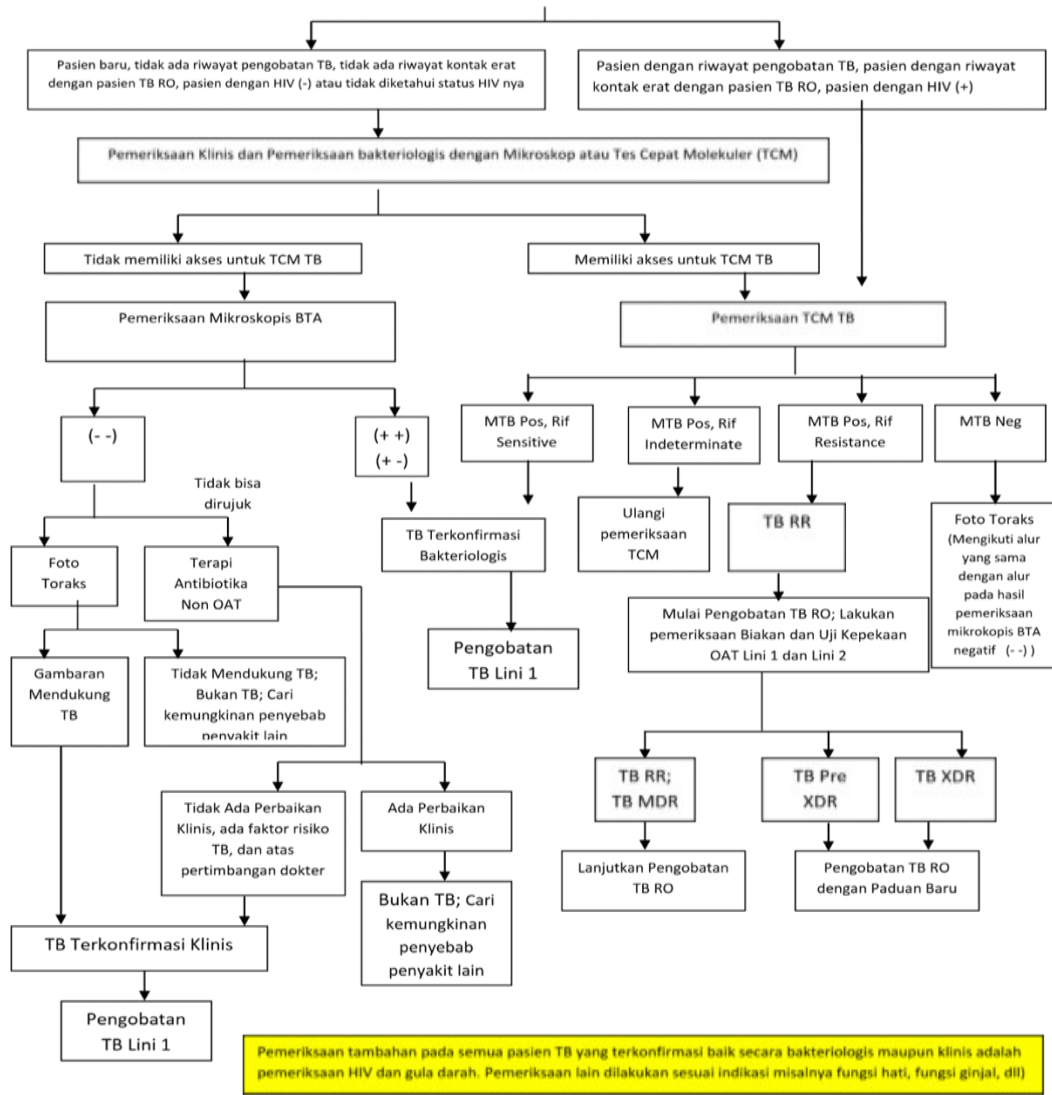 Pasien baru, tidak ada riwayat pengobatan TB, tidak ada riwayat kontak erat
dengan pasien TB RO, pasien dengan HIV (-) atau tidak diketahui status HIV nya
Pasien dengan riwayat pengobatan TB, pasien dengan riwayat
kontak erat dengan pasien TB RO, pasien dengan HIV (+)
Pemeriksaan Klinis dan Pemeriksaan bakteriologis dengan Mikroskop atau Tes Cepat Molekuler (TCM)
Tidak memiliki akses untuk TCM TB
Memiliki akses untuk TCM TB
Pemeriksaan Mikroskopis BTA
Pemeriksaan TCM TB
(- -)
(+ +)
(+ -)
MTB Pos, Rif
Sensitive
MTB Pos, Rif
Indeterminate
MTB Pos, Rif
Resistance
MTB Neg
Tidak bisa
dirujuk
Foto
Toraks
Terapi
Antibiotika
Non OAT
TB Terkonfirmasi
Bakteriologis
Ulangi
pemeriksaan
TCM
TB RR
Foto Toraks
(Mengikuti alur
yang sama
dengan alur
pada hasil
pemeriksaan
mikrokopis BTA
negatif (- -) )
Pengobatan
TB Lini 1
Mulai Pengobatan TB RO; Lakukan
pemeriksaan Biakan dan Uji Kepekaan
OAT Lini 1 dan Lini 2
Gambaran
Mendukung
TB
Tidak Mendukung TB;
Bukan TB; Cari
kemungkinan penyebab
penyakit lain
TB RR;
TB MDR
TB Pre
XDR
TB XDR
Tidak Ada Perbaikan
Klinis, ada faktor risiko
TB, dan atas
pertimbangan dokter
Ada Perbaikan
Klinis
Lanjutkan Pengobatan
TB RO
Pengobatan TB RO
dengan Paduan Baru
Bukan TB; Cari
kemungkinan
penyebab
penyakit lain
TB Terkonfirmasi Klinis
Pengobatan
TB Lini 1
Pemeriksaan tambahan pada semua pasien TB yang terkonfirmasi baik secara bakteriologis maupun klinis adalah
pemeriksaan HIV dan gula darah. Pemeriksaan lain dilakukan sesuai indikasi misalnya fungsi hati, fungsi ginjal, dll)